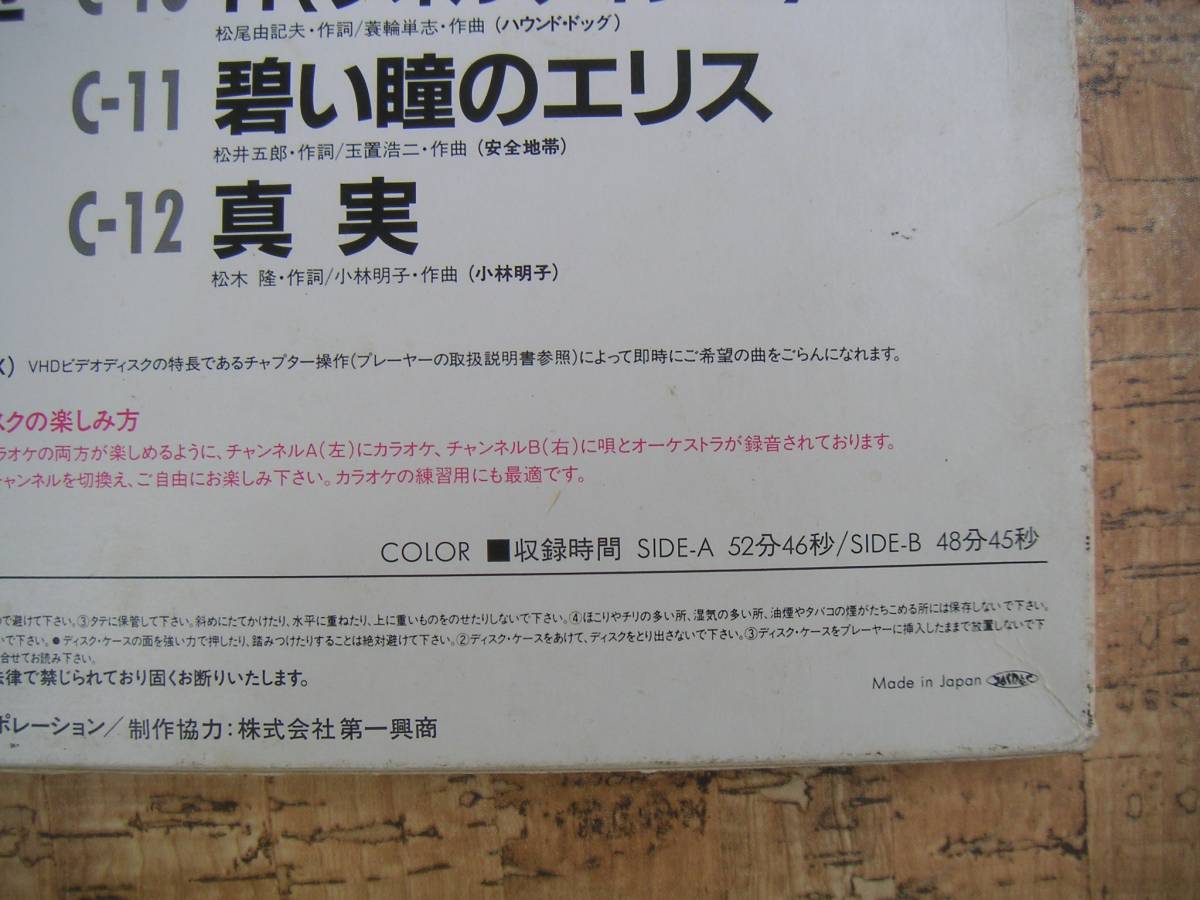 C-10
松尾由記夫・作詞/蓑輪単志・作曲 (ハウンド・ドッグ)
C-11 碧い瞳のエリス
松井五郎・作詞/玉置浩二・作曲 (安全地帯)
C-12 真 実
松木 隆・作詞/小林明子・作曲 (小林明子)
VHDビデオディスクの特長であるチャプター操作(プレーヤーの取扱説明書参照)によって即時にご希望の曲をごらんになれます。
スクの楽しみ方
ラオケの両方が楽しめるように、チャンネルA(左)にカラオケ、チャンネルB(右)に唄とオーケストラが録音されております。
チャンネルを切換え、ご自由にお楽しみ下さい。カラオケの練習用にも最適です。
COLOR ■収録時間 SIDE-A 52分46秒/SIDE-B 48分45秒
ので避けて下さい。③タテに保管して下さい。斜めにたてかけたり、水平に重ねたり、上に重いものをのせたりしないで下さい。④ほこりやチリの多い所、湿気の多い所、油煙やタバコの煙がたちこめる所には保存しないで下さい。
いで下さい。●ディスク・ケースの面を強い力で押したり、踏みつけたりすることは絶対避けて下さい。②ディスク・ケースをあけて、ディスクをとり出さないで下さい。③ディスク・ケースをプレーヤーに挿入したままで放置しないで下
合せてお読み下さい。
法律で禁じられており固くお断りいたします。
Made in Japan
ポレーション/制作協力:株式会社第一興商